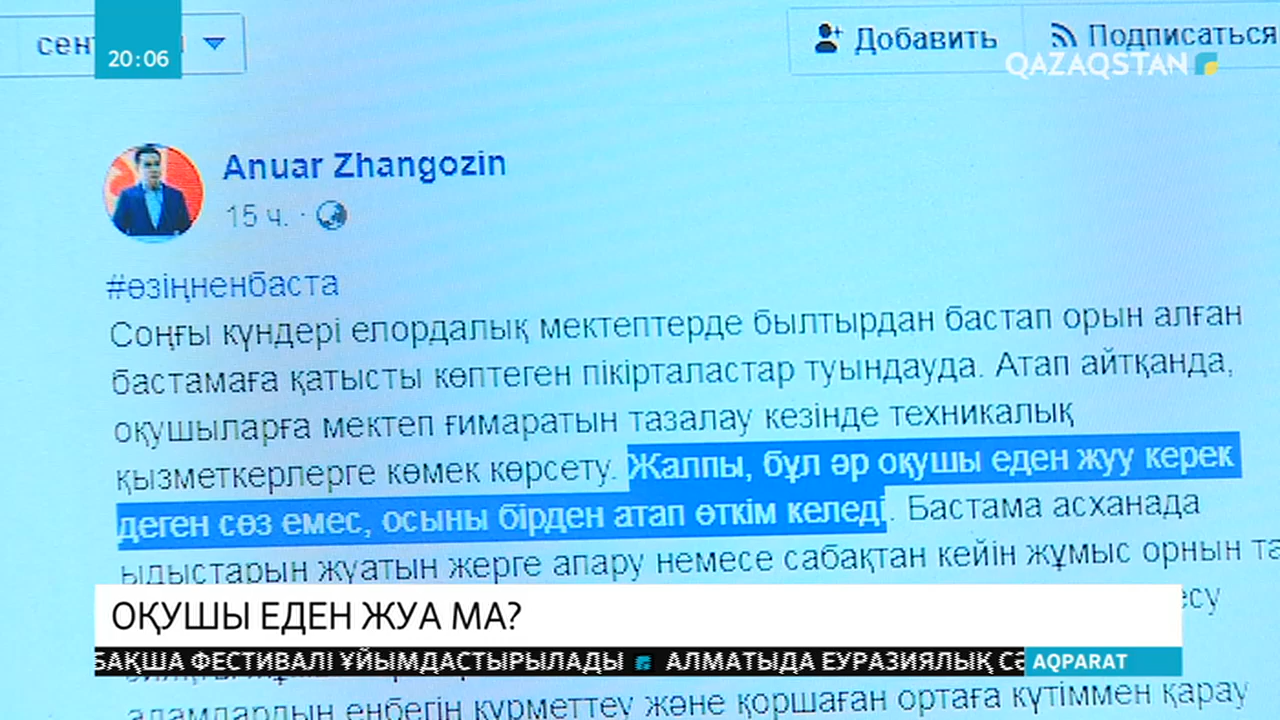 20:06
Добавить
Подписаться
QAZAQSTAN
Anuar Zhangozin
15 ч. ·
#өзіңненбаста
Соңғы күндері елордалық мектептерде былтырдан бастап орын алған
бастамаға қатысты көптеген пікірталастар туындауда. Атап айтқанда,
оқушыларға мектеп ғимаратын тазалау кезінде техникалық
қызметкерлерге көмек көрсету. Жалпы, бұл әр оқушы еден жуу керек
деген сөз емес, осыны бірден атап өткім келеді. Бастама асханада
ыдыстарын жуатын жерге апару немесе сабақтан кейін жұмыс орнын
ОҚУШЫ ЕДЕН ЖУА МА?
БАҚША ФЕСТИВАЛІ ҰЙЫМДАСТЫРЫЛАДЫ АЛМАТЫДА ЕУРАЗИЯЛЫҚ
AQPARAT
адамдардың еңбегін құрметтеу және қоршаған ортаға күтіммен қарау